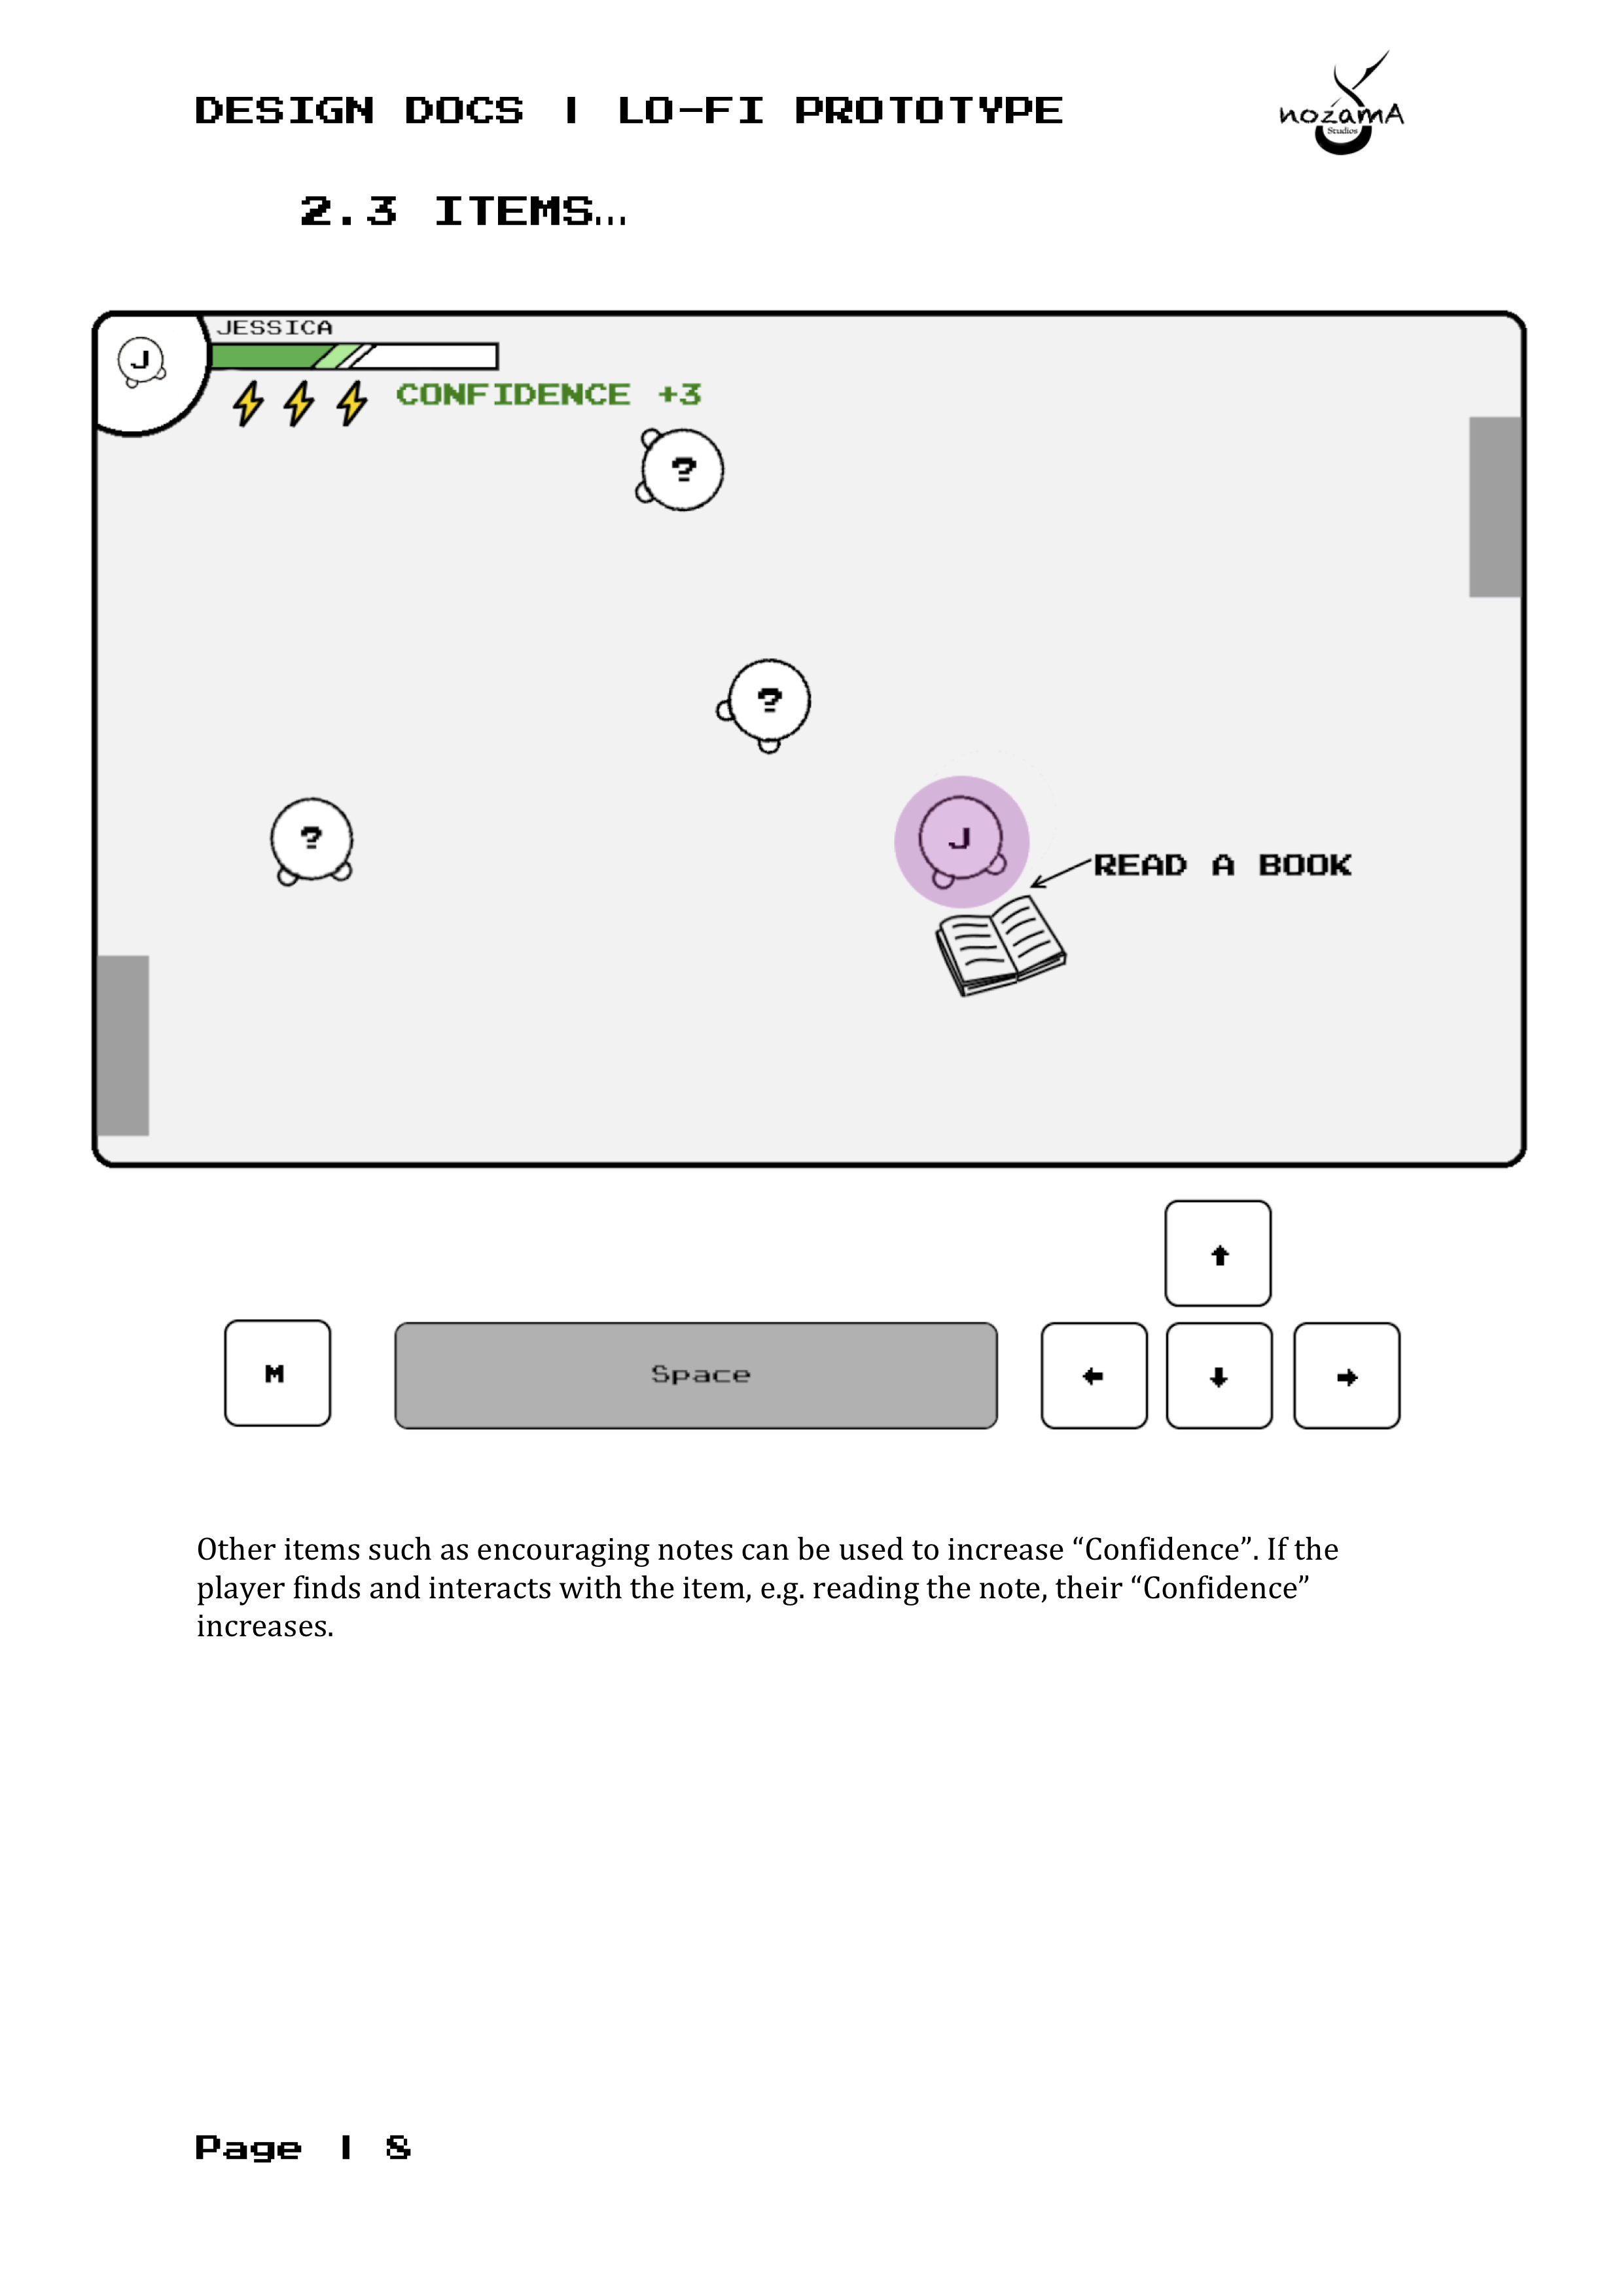 DESIGN DOCS | LO-FI PROTOTYPE
nozamA
Studios
2.3 ITEMS...
JESSICA
J
CONFIDENCE +3
?
?
?
J
READ A BOOK
↑
M
Space
←
↓
→
Other items such as encouraging notes can be used to increase “Confidence”. If the
player finds and interacts with the item, e.g. reading the note, their “Confidence”
increases.
Page | 8